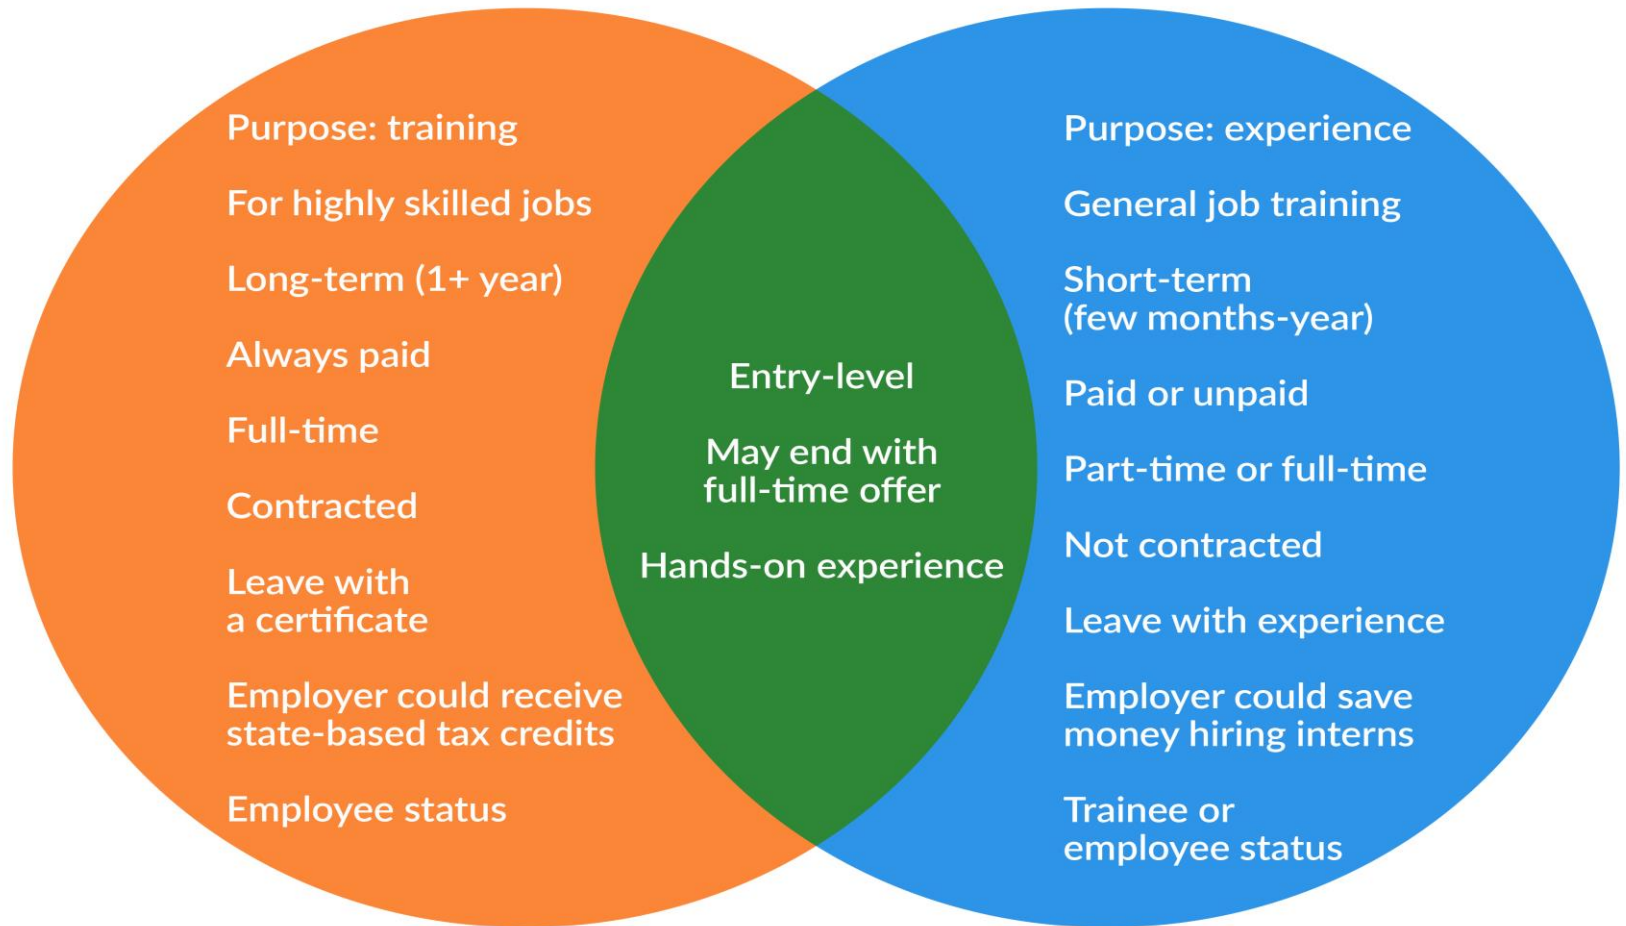 Purpose: training
For highly skilled jobs
Long-term (1+ year)
Always paid
Full-time
Contracted
Leave with
a certificate
Employer could receive
state-based tax credits
Employee status
Entry-level
May end with
full-time offer
Hands-on experience
Purpose: experience
General job training
Short-term
(few months-year)
Paid or unpaid
Part-time or full-time
Not contracted
Leave with experience
Employer could save
money hiring interns
Trainee or
employee status